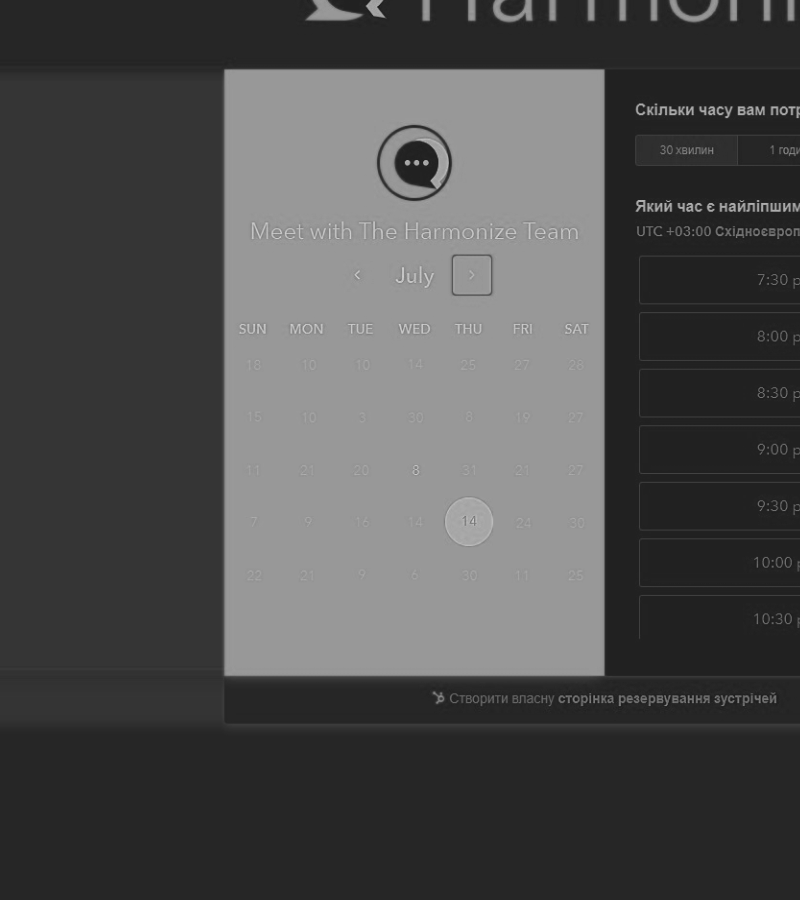 Harmoni
Meet with The Harmonize Team
July
SUN MON TUE WED THU FRI SAT
18 10 10 14 25 27 28
15 10 3 30 8 19 27
11 21 20 8 31 21 27
7 9 16 14 14 24 30
22 21 9 6 30 11 25
Скільки часу вам потр
30 хвилин 1 годи
Який час є найліпшим
UTC +03:00 Східноєвроп
7:30 p
8:00 p
8:30 p
9:00 p
9:30 p
10:00 p
10:30 p
Створити власну сторінка резервування зустрічей